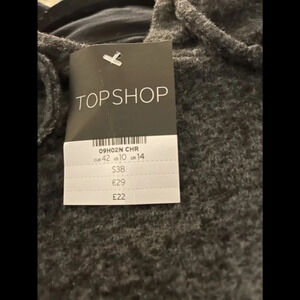 TOPSHOP
09H02N CHR
EUR 42 US 10 UK 14
$38
£29
£22